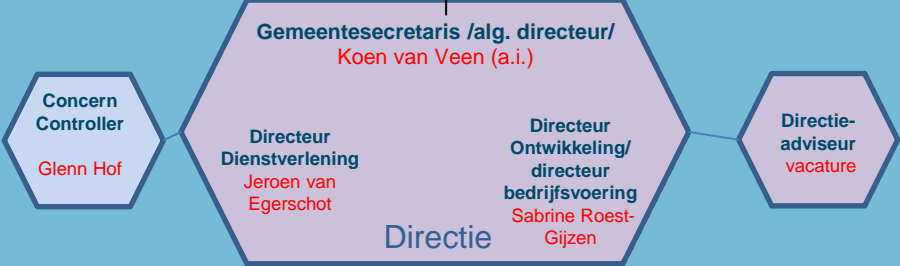 Gemeentesecretaris /alg. directeur/
Koen van Veen (a.i.)
Concern
Controller
Glenn Hof
Directeur
Dienstverlening
Jeroen van
Egerschot
Directeur
Ontwikkeling/
directeur
bedrijfsvoering
Sabrine Roest-
Gijzen
Directie
Directie-
adviseur
vacature